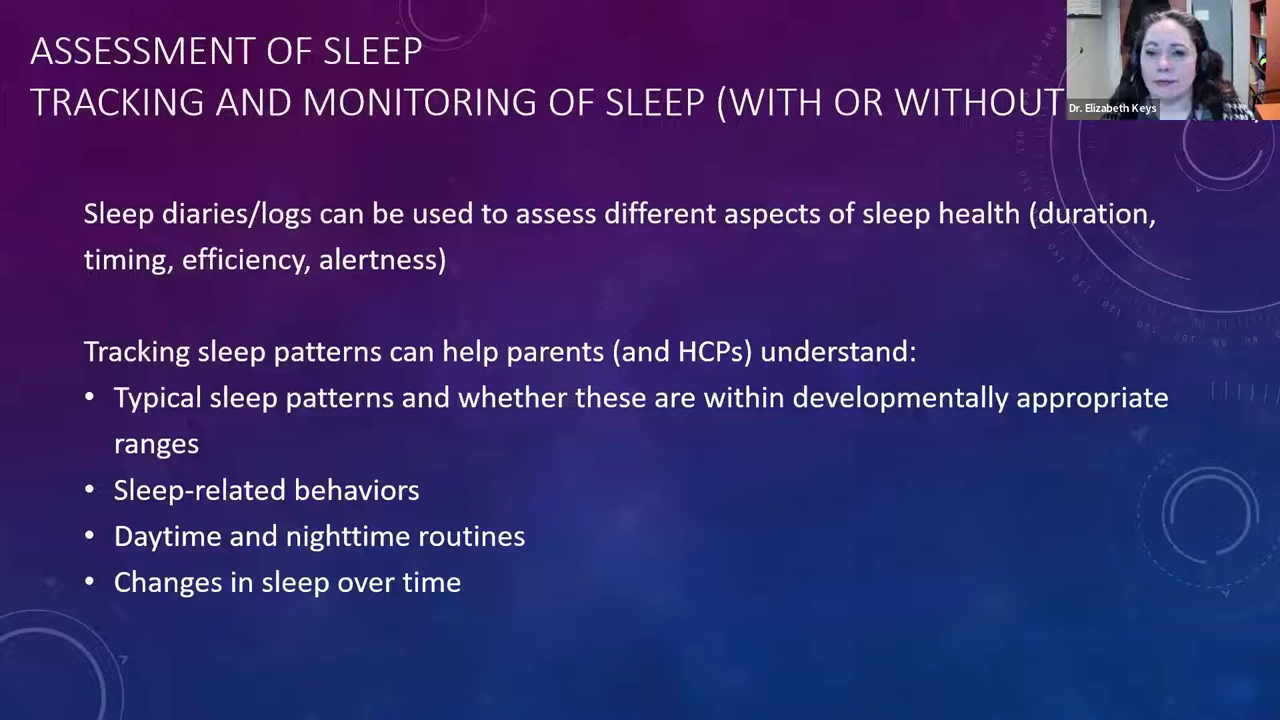 ASSESSMENT OF SLEEP
TRACKING AND MONITORING OF SLEEP (WITH OR WITHOUT
Dr. Elizabeth Keys
Sleep diaries/logs can be used to assess different aspects of sleep health (duration,
timing, efficiency, alertness)
Tracking sleep patterns can help parents (and HCPs) understand:
• Typical sleep patterns and whether these are within developmentally appropriate
ranges
• Sleep-related behaviors
• Daytime and nighttime routines
• Changes in sleep over time